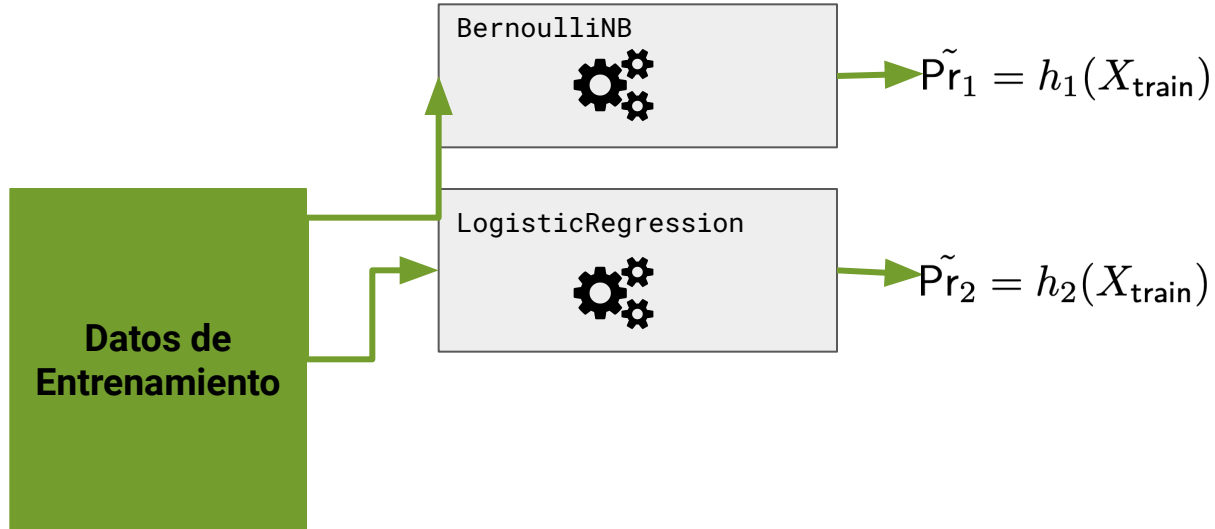 BernoulliNB
P̃r₁ = h₁(X_train)
LogisticRegression
P̃r₂ = h₂(X_train)
Datos de
Entrenamiento